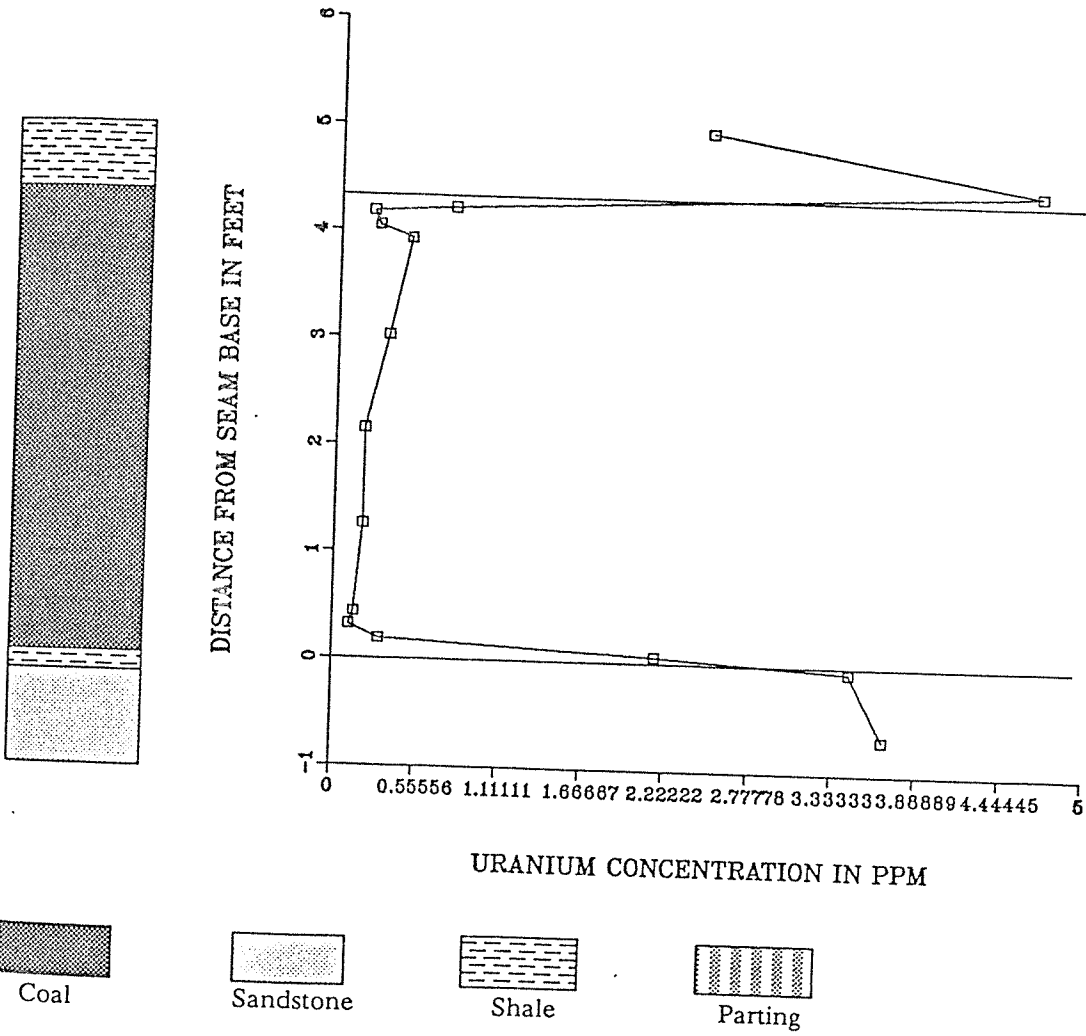 6
5
4
3
2
1
0
-1
DISTANCE FROM SEAM BASE IN FEET
0 0.55556 1.11111 1.66667 2.22222 2.77778 3.33333 3.88889 4.44445 5
URANIUM CONCENTRATION IN PPM
Coal Sandstone Shale Parting